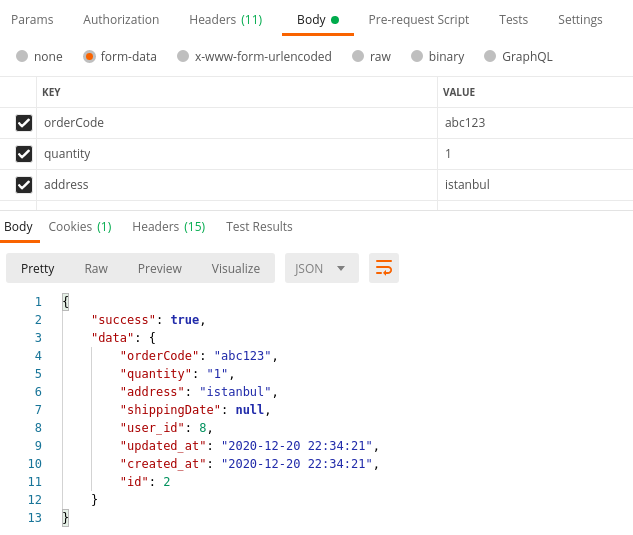 Params Authorization Headers (11) Body Pre-request Script Tests Settings
none form-data x-www-form-urlencoded raw binary GraphQL
KEY VALUE
orderCode abc123
quantity 1
address istanbul
Body Cookies (1) Headers (15) Test Results
Pretty Raw Preview Visualize JSON
1 {
2 "success": true,
3 "data": {
4 "orderCode": "abc123",
5 "quantity": "1",
6 "address": "istanbul",
7 "shippingDate": null,
8 "user_id": 8,
9 "updated_at": "2020-12-20 22:34:21",
10 "created_at": "2020-12-20 22:34:21",
11 "id": 2
12 }
13 }